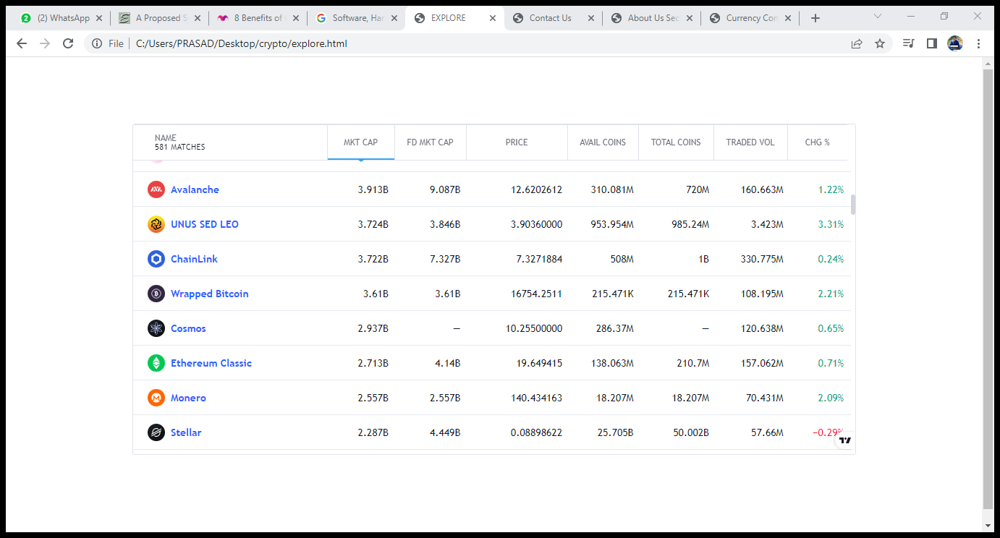 (2) WhatsApp A Proposed S 8 Benefits of Software, Har EXPLORE Contact Us About Us Sec Currency Con
File C:/Users/PRASAD/Desktop/crypto/explore.html
NAME MKT CAP FD MKT CAP PRICE AVAIL COINS TOTAL COINS TRADED VOL CHG %
581 MATCHES
Avalanche 3.913B 9.087B 12.6202612 310.081M 720M 160.663M 1.22%
UNUS SED LEO 3.724B 3.846B 3.90360000 953.954M 985.24M 3.423M 3.31%
ChainLink 3.722B 7.327B 7.3271884 508M 1B 330.775M 0.24%
Wrapped Bitcoin 3.61B 3.61B 16754.2511 215.471K 215.471K 108.195M 2.21%
Cosmos 2.937B — 10.25500000 286.37M — 120.638M 0.65%
Ethereum Classic 2.713B 4.14B 19.649415 138.063M 210.7M 157.062M 0.71%
Monero 2.557B 2.557B 140.434163 18.207M 18.207M 70.431M 2.09%
Stellar 2.287B 4.449B 0.08898622 25.705B 50.002B 57.66M −0.29%